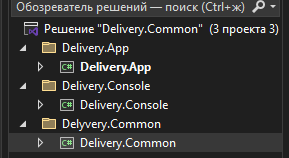 Обозреватель решений — поиск (Ctrl+ж)
Решение "Delivery.Common" (3 проекта 3)
Delivery.App
Delivery.App
Delivery.Console
Delivery.Console
Delyvery.Common
Delivery.Common